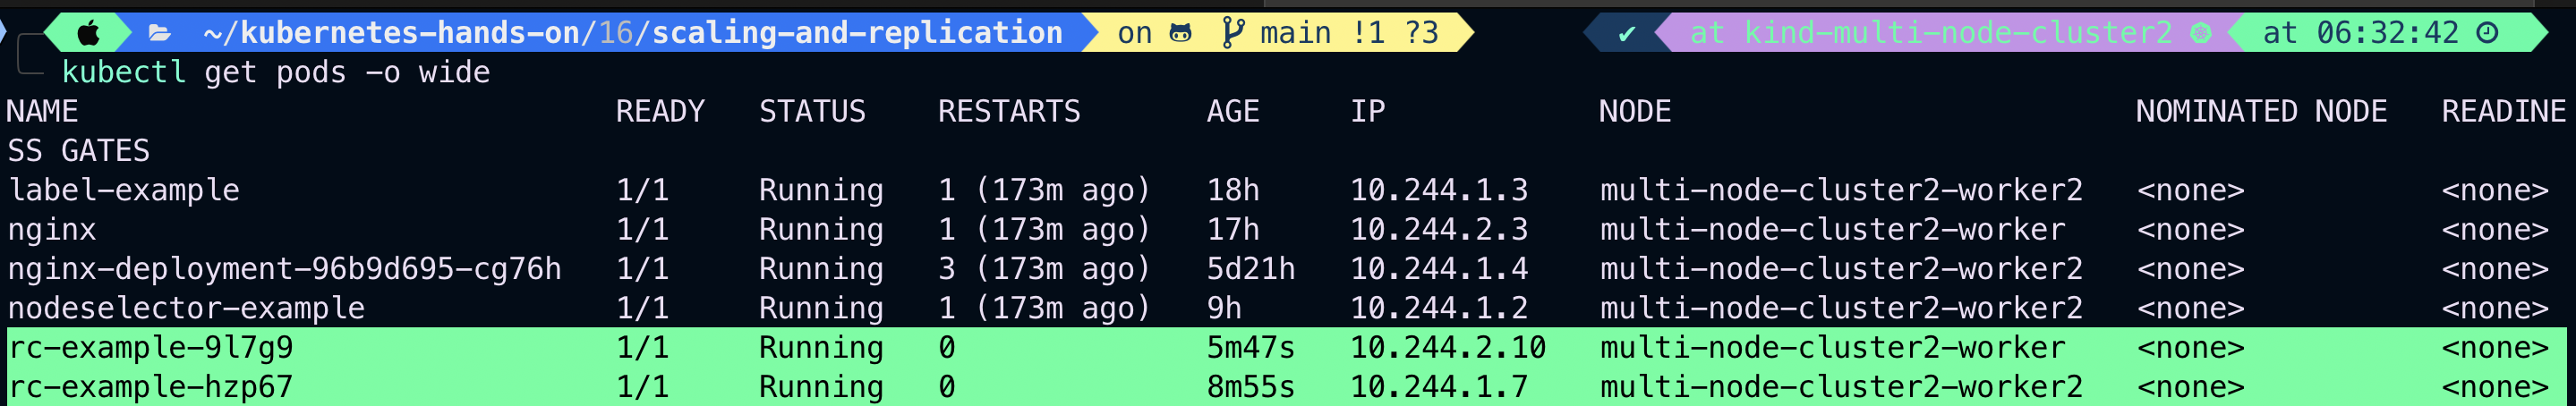 ~/kubernetes-hands-on/16/scaling-and-replication on main !1 ?3 ✔ at kind-multi-node-cluster2 at 06:32:42
kubectl get pods -o wide
NAME READY STATUS RESTARTS AGE IP NODE NOMINATED NODE READINE
SS GATES
label-example 1/1 Running 1 (173m ago) 18h 10.244.1.3 multi-node-cluster2-worker2 <none> <none>
nginx 1/1 Running 1 (173m ago) 17h 10.244.2.3 multi-node-cluster2-worker <none> <none>
nginx-deployment-96b9d695-cg76h 1/1 Running 3 (173m ago) 5d21h 10.244.1.4 multi-node-cluster2-worker2 <none> <none>
nodeselector-example 1/1 Running 1 (173m ago) 9h 10.244.1.2 multi-node-cluster2-worker2 <none> <none>
rc-example-9l7g9 1/1 Running 0 5m47s 10.244.2.10 multi-node-cluster2-worker <none> <none>
rc-example-hzp67 1/1 Running 0 8m55s 10.244.1.7 multi-node-cluster2-worker2 <none> <none>